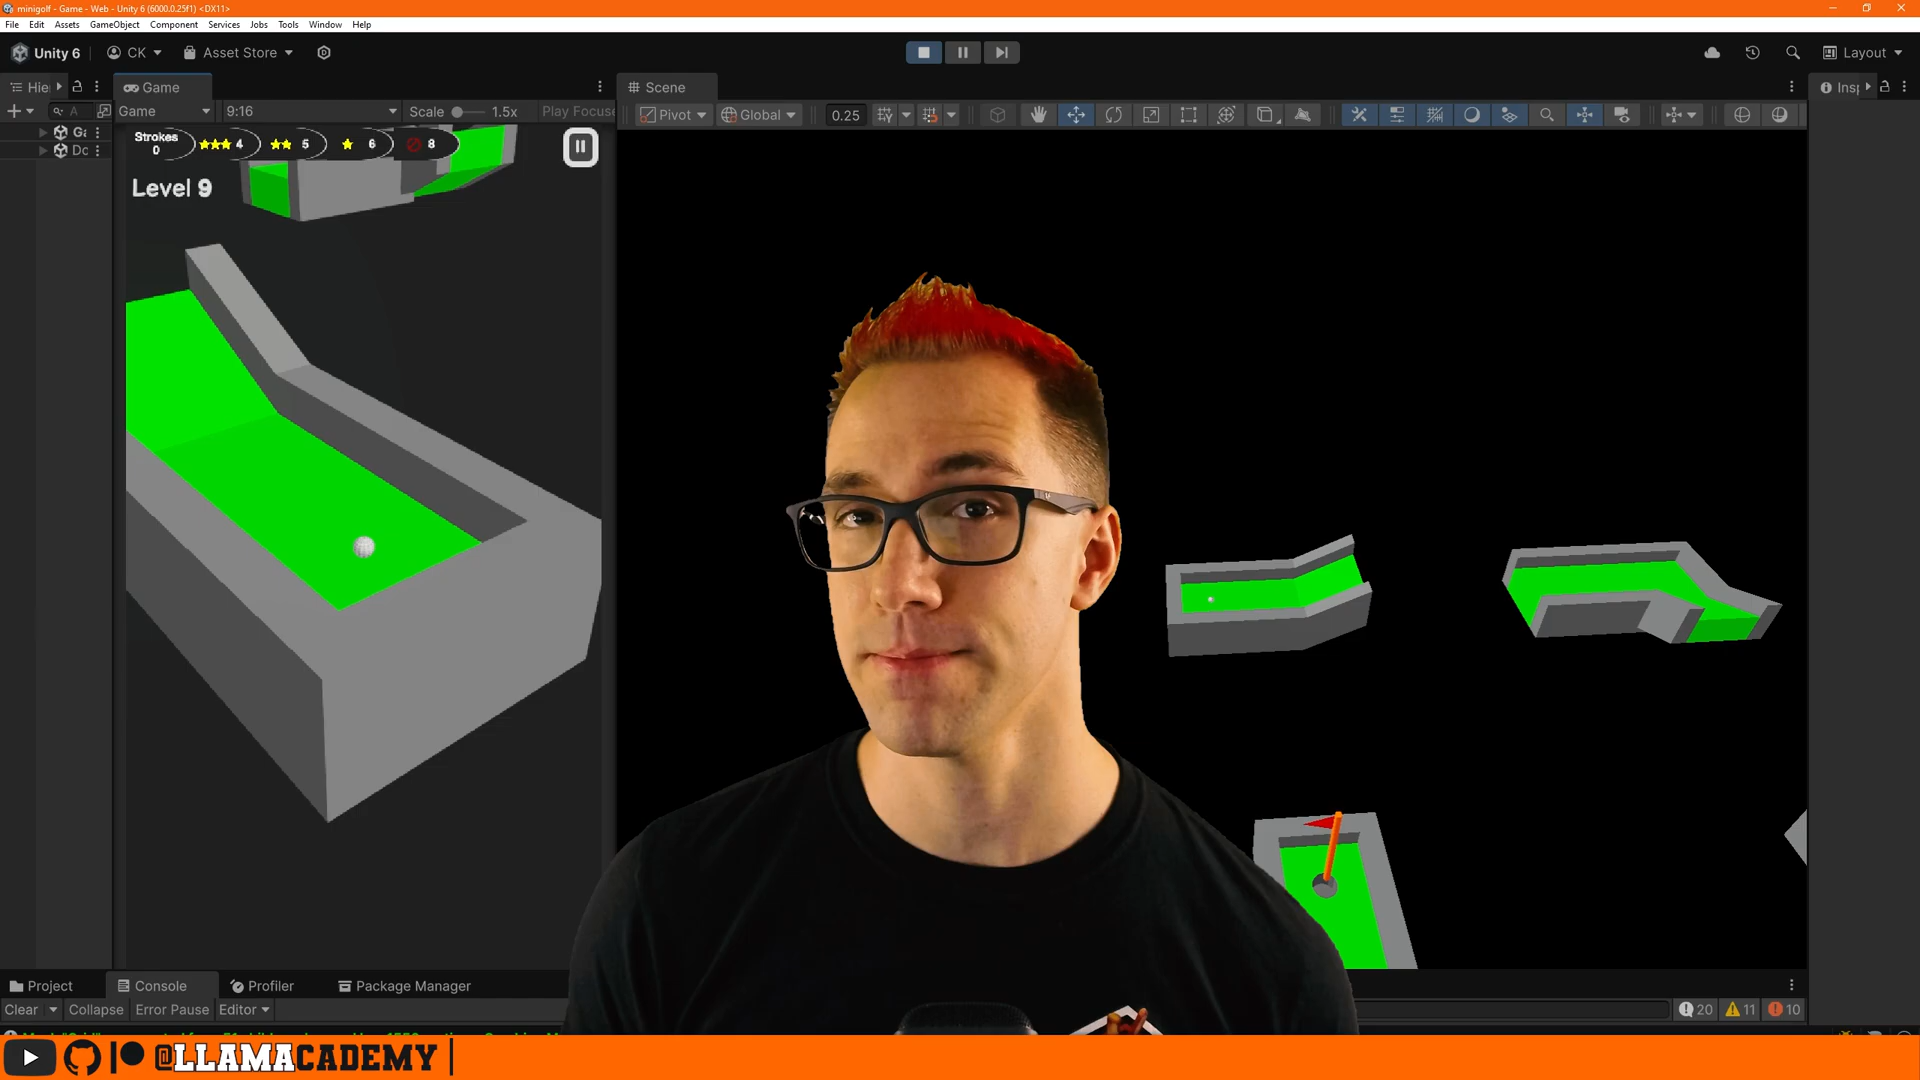 minigolf - Game - Web - Unity 6 (6000.0.25f1) <DX11>
File Edit Assets GameObject Component Services Jobs Tools Window Help
Unity 6 CK Asset Store Layout
Hie Game Scene Insp
Game 9:16 Scale 1.5x Play Focuse Pivot Global 0.25
Strokes
0
4 5 6 8
Level 9
Project Console Profiler Package Manager
Clear Collapse Error Pause Editor 20 11 10
@LLAMACADEMY